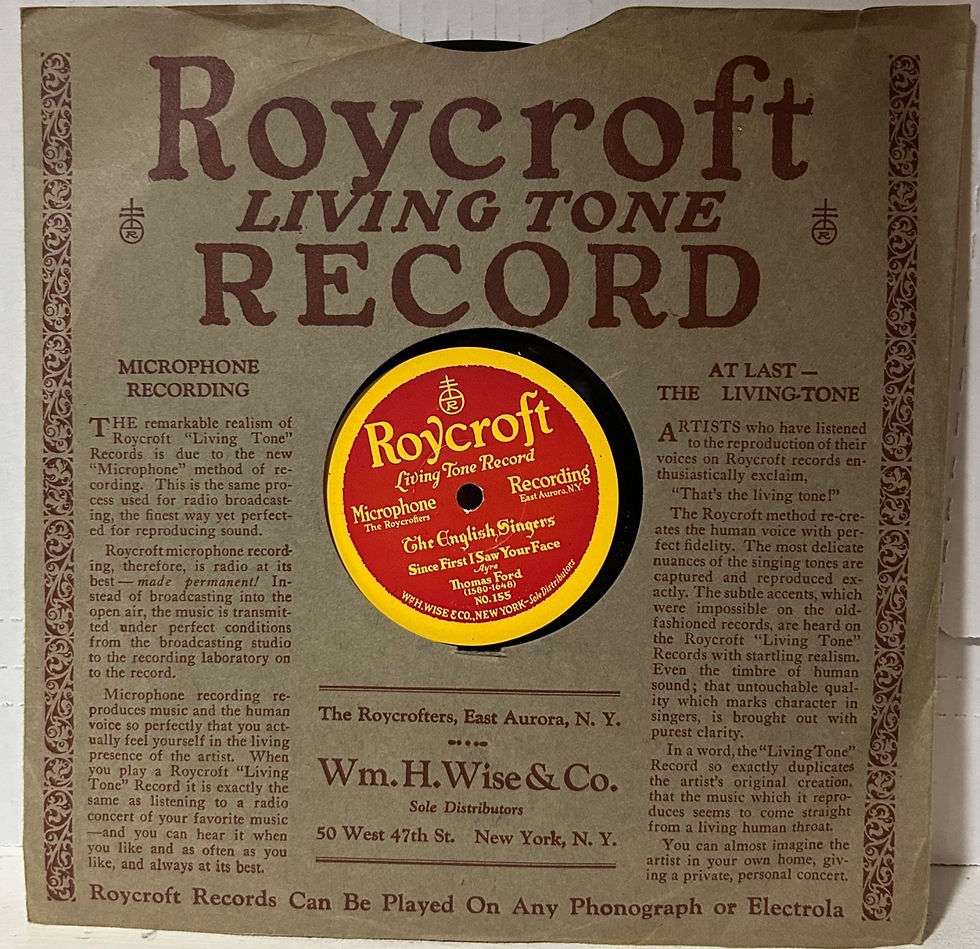 Roycroft
LIVING TONE
RECORD
R
R
MICROPHONE
RECORDING
THE remarkable realism of
Roycroft “Living Tone”
Records is due to the new
“Microphone” method of re-
cording. This is the same pro-
cess used for radio broadcast-
ing, the finest way yet perfect-
ed for reproducing sound.
Roycroft microphone record-
ing, therefore, is radio at its
best—made permanent! In-
stead of broadcasting into the
open air, the music is transmit-
ted under perfect conditions
from the broadcasting studio
to the recording laboratory on
to the record.
Microphone recording re-
produces music and the human
voice so perfectly that you act-
ually feel yourself in the living
presence of the artist. When
you play a Roycroft “Living
Tone” Record it is exactly the
same as listening to a radio
concert of your favorite music
—and you can hear it when
you like and as often as you
like, and always at its best.
R
Roycroft
Living Tone Record
Microphone Recording
The Roycrofters East Aurora, N.Y.
The English Singers
Since First I Saw Your Face
Ayre
Thomas Ford
(1580-1648)
NO. 155
WM. H. WISE & CO., NEW YORK–Sole Distributors
The Roycrofters, East Aurora, N. Y.
Wm. H. Wise & Co.
Sole Distributors
50 West 47th St. New York, N. Y.
AT LAST —
THE LIVING-TONE
ARTISTS who have listened
to the reproduction of their
voices on Roycroft records en-
thusiastically exclaim,
“That’s the living tone!”
The Roycroft method re-cre-
ates the human voice with per-
fect fidelity. The most delicate
nuances of the singing tones are
captured and reproduced ex-
actly. The subtle accents, which
were impossible on the old-
fashioned records, are heard on
the Roycroft “Living Tone”
Records with startling realism.
Even the timbre of human
sound; that untouchable qual-
ity which marks character in
singers, is brought out with
purest clarity.
In a word, the “Living Tone”
Record so exactly duplicates
the artist’s original creation,
that the music which it repro-
duces seems to come straight
from a living human throat.
You can almost imagine the
artist in your own home, giv-
ing a private, personal concert.
Roycroft Records Can Be Played On Any Phonograph or Electrola